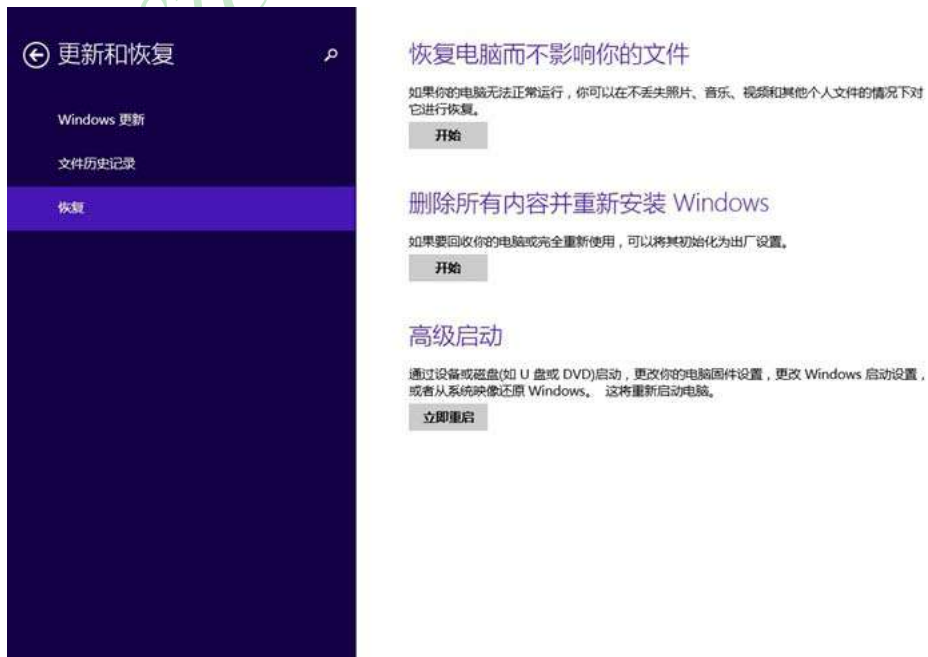 更新和恢复
Windows 更新
文件历史记录
恢复
恢复电脑而不影响你的文件
如果你的电脑无法正常运行，你可以在不丢失照片、音乐、视频和其他个人文件的情况下对
它进行恢复。
开始
删除所有内容并重新安装 Windows
如果要回收你的电脑或完全重新使用，可以将其初始化为出厂设置。
开始
高级启动
通过设备或磁盘(如 U 盘或 DVD)启动，更改你的电脑固件设置，更改 Windows 启动设置，
或者从系统映像还原 Windows。 这将重新启动电脑。
立即重启